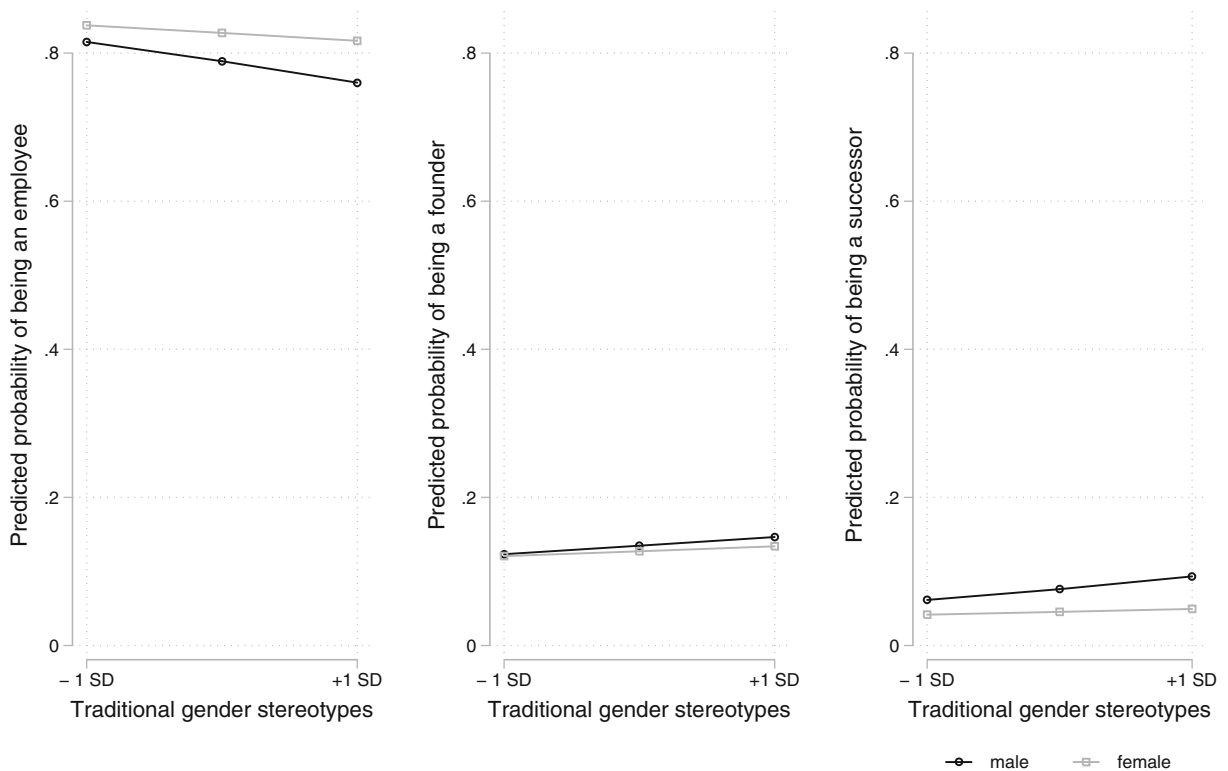 Predicted probability of being an employee
.8
.6
.4
.2
0
– 1 SD
+1 SD
Traditional gender stereotypes
Predicted probability of being a founder
.8
.6
.4
.2
0
– 1 SD
+1 SD
Traditional gender stereotypes
Predicted probability of being a successor
.8
.6
.4
.2
0
– 1 SD
+1 SD
Traditional gender stereotypes
male
female